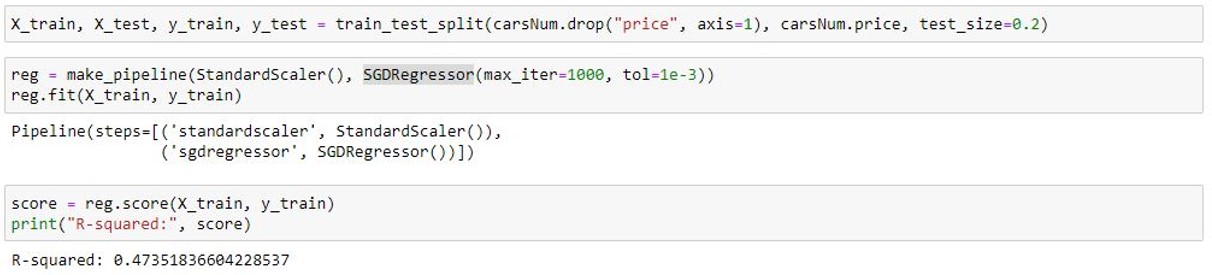 X_train, X_test, y_train, y_test = train_test_split(carsNum.drop("price", axis=1), carsNum.price, test_size=0.2)
reg = make_pipeline(StandardScaler(), SGDRegressor(max_iter=1000, tol=1e-3))
reg.fit(X_train, y_train)
Pipeline(steps=[('standardscaler', StandardScaler()),
                ('sgdregressor', SGDRegressor())])
score = reg.score(X_train, y_train)
print("R-squared:", score)
R-squared: 0.47351836604228537